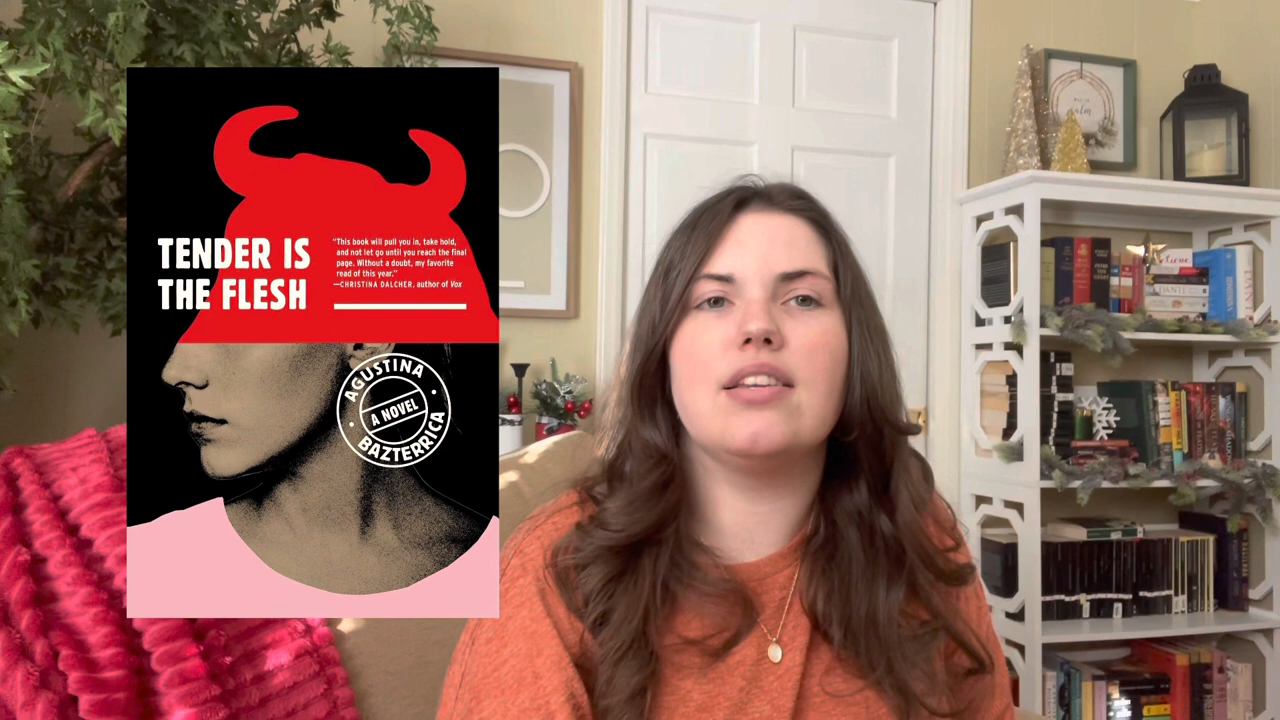 TENDER IS
THE FLESH
“This book will pull you in, take hold,
and not let go until you reach the final
page. Without a doubt, my favorite
read of this year.”
—CHRISTINA DALCHER, author of Vox
AGUSTINA
A NOVEL
BAZTERRICA
calm
believe
DANTE